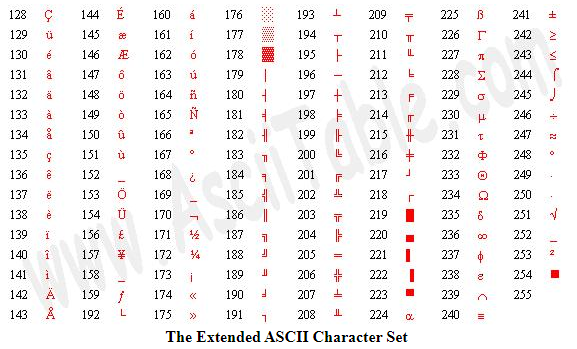 128 Ç 144 É 160 á 176 ░ 193 ┴ 209 ╤ 225 ß 241 ±
129 ü 145 æ 161 í 177 ▒ 194 ┬ 210 ╥ 226 Γ 242 ≥
130 é 146 Æ 162 ó 178 ▓ 195 ├ 211 ╙ 227 π 243 ≤
131 â 147 ô 163 ú 179 │ 196 ─ 212 ╘ 228 Σ 244 ⌠
132 ä 148 ö 164 ñ 180 ┤ 197 ┼ 213 ╒ 229 σ 245 ⌡
133 à 149 ò 165 Ñ 181 ╡ 198 ╞ 214 ╓ 230 µ 246 ÷
134 å 150 û 166 ª 182 ╢ 199 ╟ 215 ╫ 231 τ 247 ≈
135 ç 151 ù 167 º 183 ╖ 200 ╚ 216 ╪ 232 Φ 248 °
136 ê 152 _ 168 ¿ 184 ╕ 201 ╔ 217 ┘ 233 Θ 249 ·
137 ë 153 Ö 169 ⌐ 185 ╣ 202 ╩ 218 ┌ 234 Ω 250 ·
138 è 154 Ü 170 ¬ 186 ║ 203 ╦ 219 █ 235 δ 251 √
139 ï 156 £ 171 ½ 187 ╗ 204 ╠ 220 ▄ 236 ∞ 252 _
140 î 157 ¥ 172 ¼ 188 ╝ 205 ═ 221 ▌ 237 φ 253 ²
141 ì 158 _ 173 ¡ 189 ╜ 206 ╬ 222 ▐ 238 ε 254 ■
142 Ä 159 ƒ 174 « 190 ╛ 207 ╧ 223 ▀ 239 ∩ 255
143 Å 192 └ 175 » 191 ┐ 208 ╨ 224 α 240 ≡
www.AsciiTable.com
The Extended ASCII Character Set